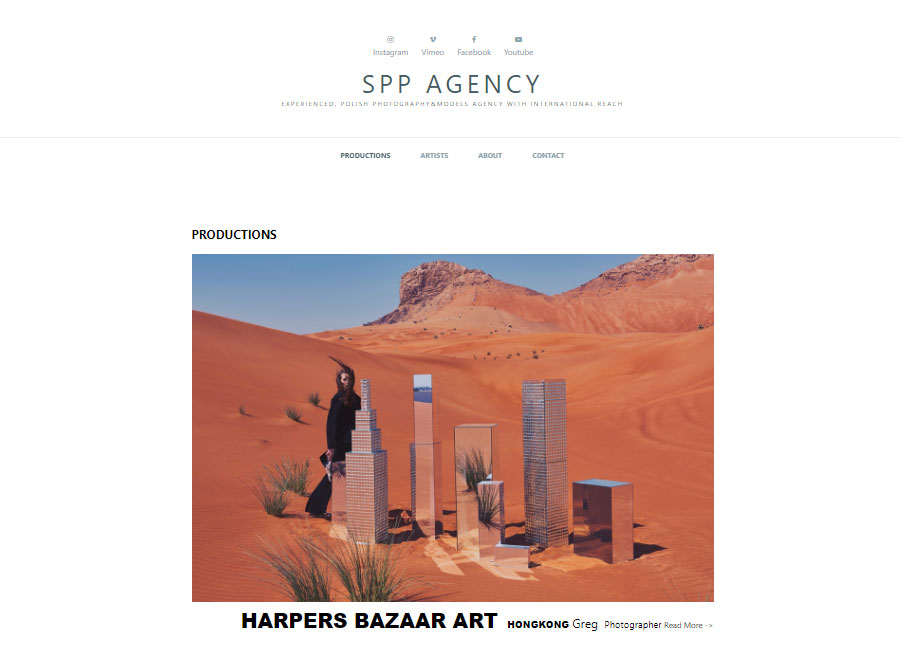 Instagram Vimeo Facebook Youtube
SPP AGENCY
EXPERIENCED, POLISH PHOTOGRAPHY&MODELS AGENCY WITH INTERNATIONAL REACH
PRODUCTIONS ARTISTS ABOUT CONTACT
PRODUCTIONS
HARPERS BAZAAR ART HONGKONG Greg Photographer Read More ->